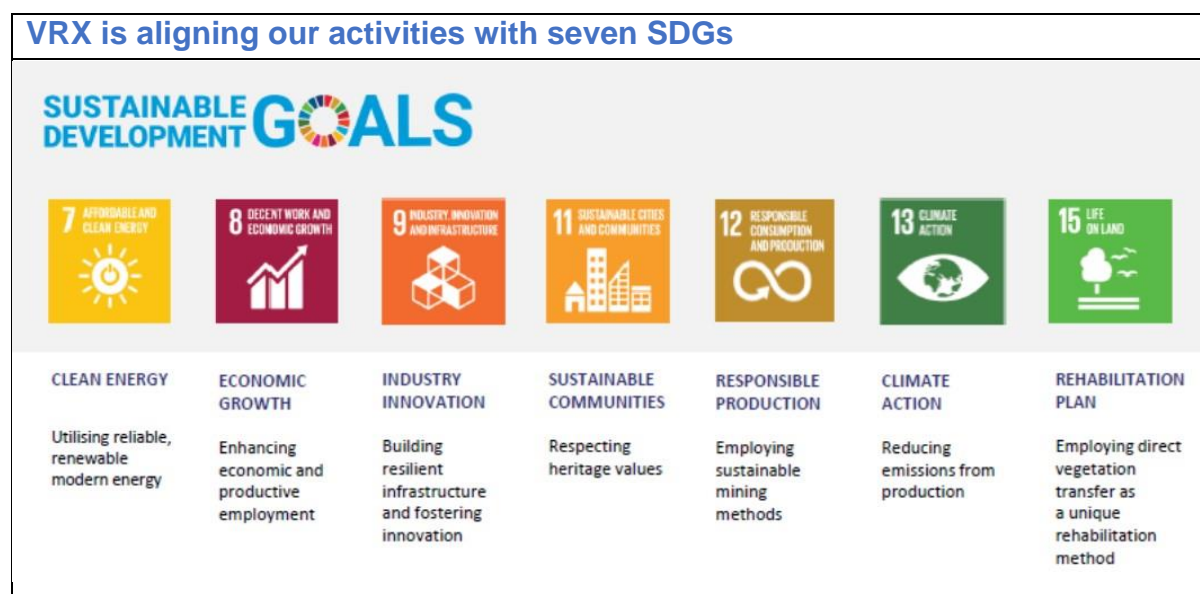 VRX is aligning our activities with seven SDGs
SUSTAINABLE
DEVELOPMENT
GOALS
7 AFFORDABLE AND
CLEAN ENERGY
8 DECENT WORK AND
ECONOMIC GROWTH
9 INDUSTRY, INNOVATION
AND INFRASTRUCTURE
11 SUSTAINABLE CITIES
AND COMMUNITIES
12 RESPONSIBLE
CONSUMPTION
AND PRODUCTION
13 CLIMATE
ACTION
15 LIFE
ON LAND
CLEAN ENERGY
Utilising reliable,
renewable
modern energy
ECONOMIC
GROWTH
Enhancing
economic and
productive
employment
INDUSTRY
INNOVATION
Building
resilient
infrastructure
and fostering
innovation
SUSTAINABLE
COMMUNITIES
Respecting
heritage values
RESPONSIBLE
PRODUCTION
Employing
sustainable
mining
methods
CLIMATE
ACTION
Reducing
emissions from
production
REHABILITATION
PLAN
Employing direct
vegetation
transfer as
a unique
rehabilitation
method